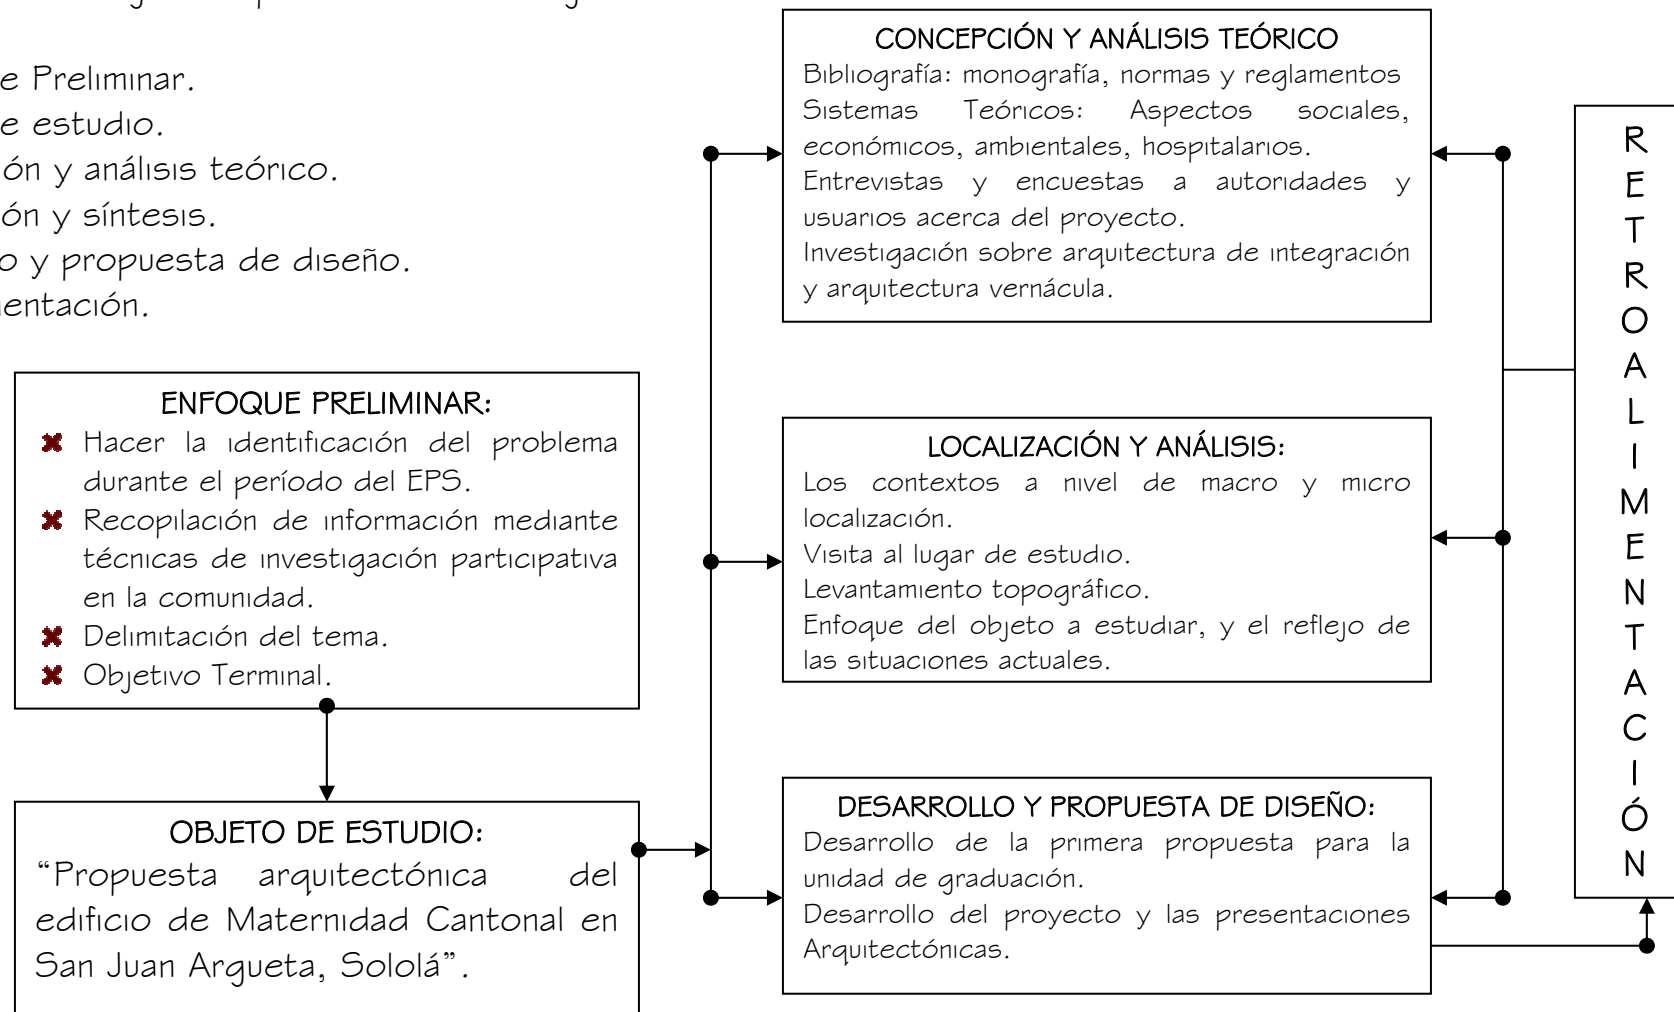 e Preliminar.
e estudio.
ón y análisis teórico.
ón y síntesis.
o y propuesta de diseño.
entación.
ENFOQUE PRELIMINAR:
Hacer la identificación del problema
durante el período del EPS.
Recopilación de información mediante
técnicas de investigación participativa
en la comunidad.
Delimitación del tema.
Objetivo Terminal.
OBJETO DE ESTUDIO:
“Propuesta arquitectónica del
edificio de Maternidad Cantonal en
San Juan Argueta, Sololá”.
CONCEPCIÓN Y ANÁLISIS TEÓRICO
Bibliografía: monografía, normas y reglamentos
Sistemas Teóricos: Aspectos sociales,
económicos, ambientales, hospitalarios.
Entrevistas y encuestas a autoridades y
usuarios acerca del proyecto.
Investigación sobre arquitectura de integración
y arquitectura vernácula.
LOCALIZACIÓN Y ANÁLISIS:
Los contextos a nivel de macro y micro
localización.
Visita al lugar de estudio.
Levantamiento topográfico.
Enfoque del objeto a estudiar, y el reflejo de
las situaciones actuales.
DESARROLLO Y PROPUESTA DE DISEÑO:
Desarrollo de la primera propuesta para la
unidad de graduación.
Desarrollo del proyecto y las presentaciones
Arquitectónicas.
RETROALIMENTACIÓN